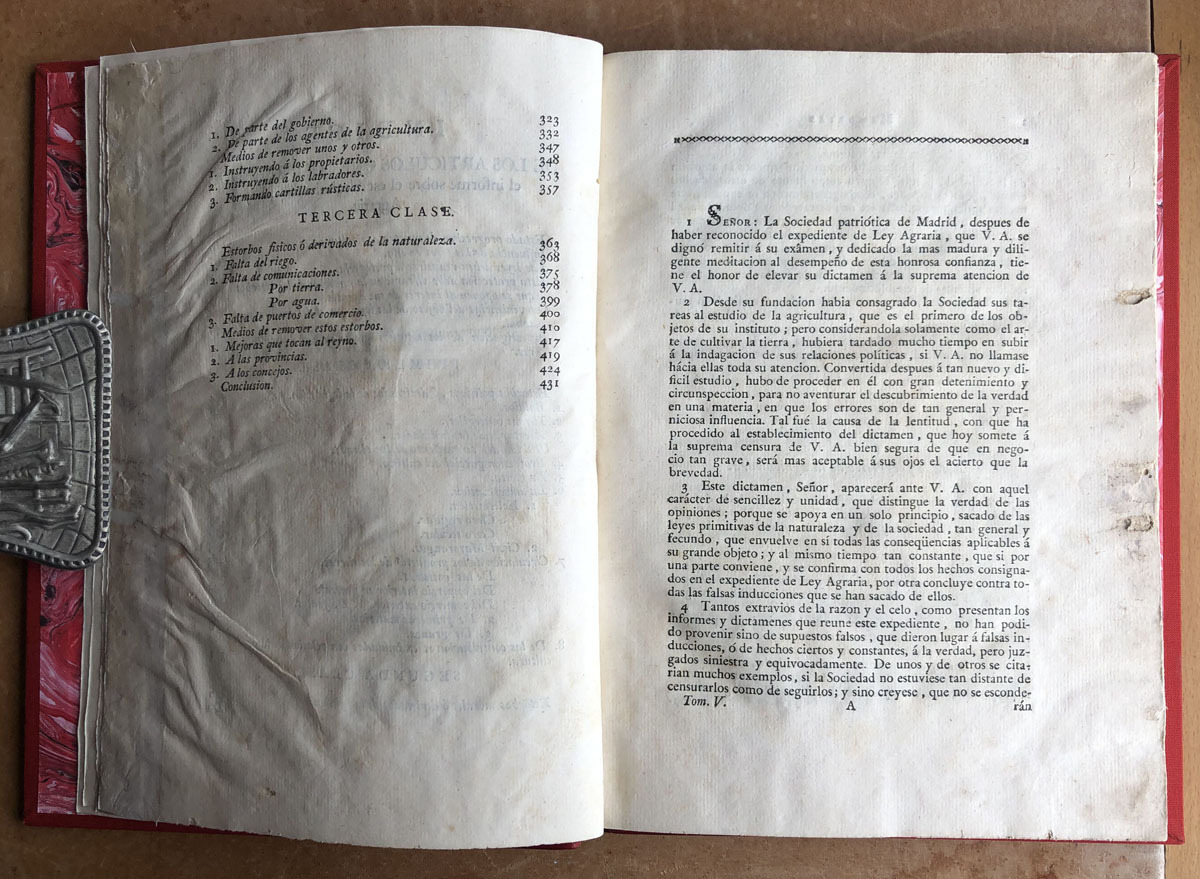 1. De parte del gobierno. 323
2. De parte de los agentes de la agricultura. 332
Medios de remover unos y otros. 347
1. Instruyendo á los propietarios. 348
2. Instruyendo á los labradores. 353
3. Formando cartillas rústicas. 357
TERCERA CLASE.
Estorbos físicos ó derivados de la naturaleza. 363
1. Falta del riego. 368
2. Falta de comunicaciones. 375
Por tierra. 378
Por agua. 399
3. Falta de puertos de comercio. 400
Medios de remover estos estorbos. 410
1. Mejoras que tocan al reyno. 417
2. A las provincias. 419
3. A los concejos. 424
Conclusion. 431
1 SEÑOR: La Sociedad patriótica de Madrid, despues de
haber reconocido el expediente de Ley Agraria, que V. A. se
dignó remitir á su exâmen, y dedicado la mas madura y dili-
gente meditacion al desempeño de esta honrosa confianza, tie-
ne el honor de elevar su dictamen á la suprema atencion de
V. A.
2 Desde su fundacion habia consagrado la Sociedad sus ta-
reas al estudio de la agricultura, que es el primero de los ob-
jetos de su instituto; pero considerandola solamente como el ar-
te de cultivar la tierra, hubiera tardado mucho tiempo en subir
á la indagacion de sus relaciones políticas, si V. A. no llamase
hácia ellas toda su atencion. Convertida despues á tan nuevo y di-
ficil estudio, hubo de proceder en él con gran detenimiento y
circunspeccion, para no aventurar el descubrimiento de la verdad
en una materia, en que los errores son de tan general y per-
niciosa influencia. Tal fué la causa de la lentitud, con que ha
procedido al establecimiento del dictamen, que hoy somete á
la suprema censura de V. A. bien segura de que en nego-
cio tan grave, será mas aceptable á sus ojos el acierto que la
brevedad.
3 Este dictamen, Señor, aparecerá ante V. A. con aquel
carácter de sencillez y unidad, que distingue la verdad de las
opiniones; porque se apoya en un solo principio, sacado de las
leyes primitivas de la naturaleza y de la sociedad, tan general y
fecundo, que envuelve en sí todas las conseqüencias aplicables á
su grande objeto; y al mismo tiempo tan constante, que si por
una parte conviene, y se confirma con todos los hechos consigna-
dos en el expediente de Ley Agraria, por otra concluye contra to-
das las falsas inducciones que se han sacado de ellos.
4 Tantos extravios de la razon y el celo, como presentan los
informes y dictamenes que reune este expediente, no han podi-
do provenir sino de supuestos falsos, que dieron lugar á falsas in-
ducciones, ó de hechos ciertos y constantes, á la verdad, pero juz-
gados siniestra y equivocadamente. De unos y de otros se cita-
rian muchos exemplos, si la Sociedad no estuviese tan distante de
censurarlos como de seguirlos; y sino creyese, que no se esconde-
Tom. V. A rán